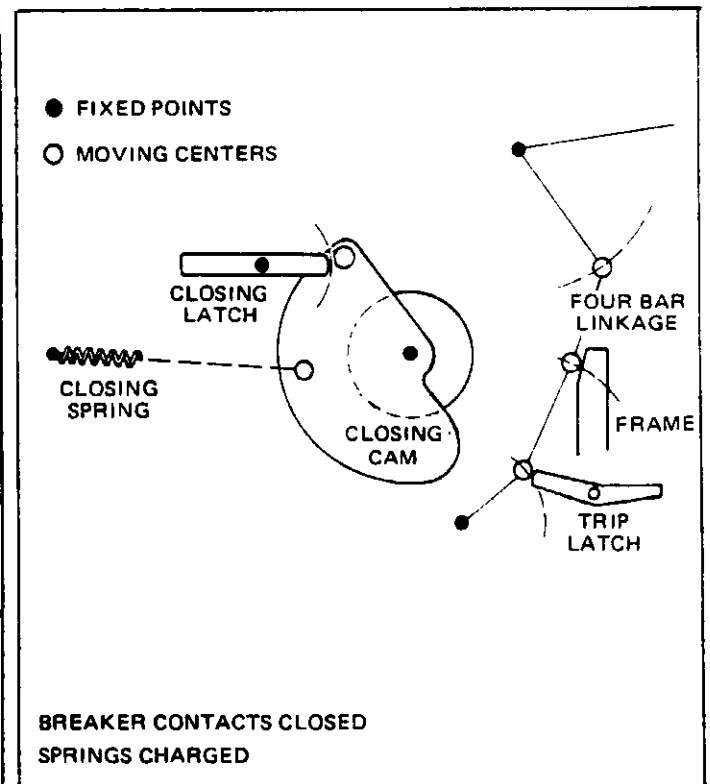 FIXED POINTS
MOVING CENTERS
CLOSING
LATCH
FOUR BAR
LINKAGE
CLOSING
SPRING
FRAME
CLOSING
CAM
TRIP
LATCH
BREAKER CONTACTS CLOSED
SPRINGS CHARGED